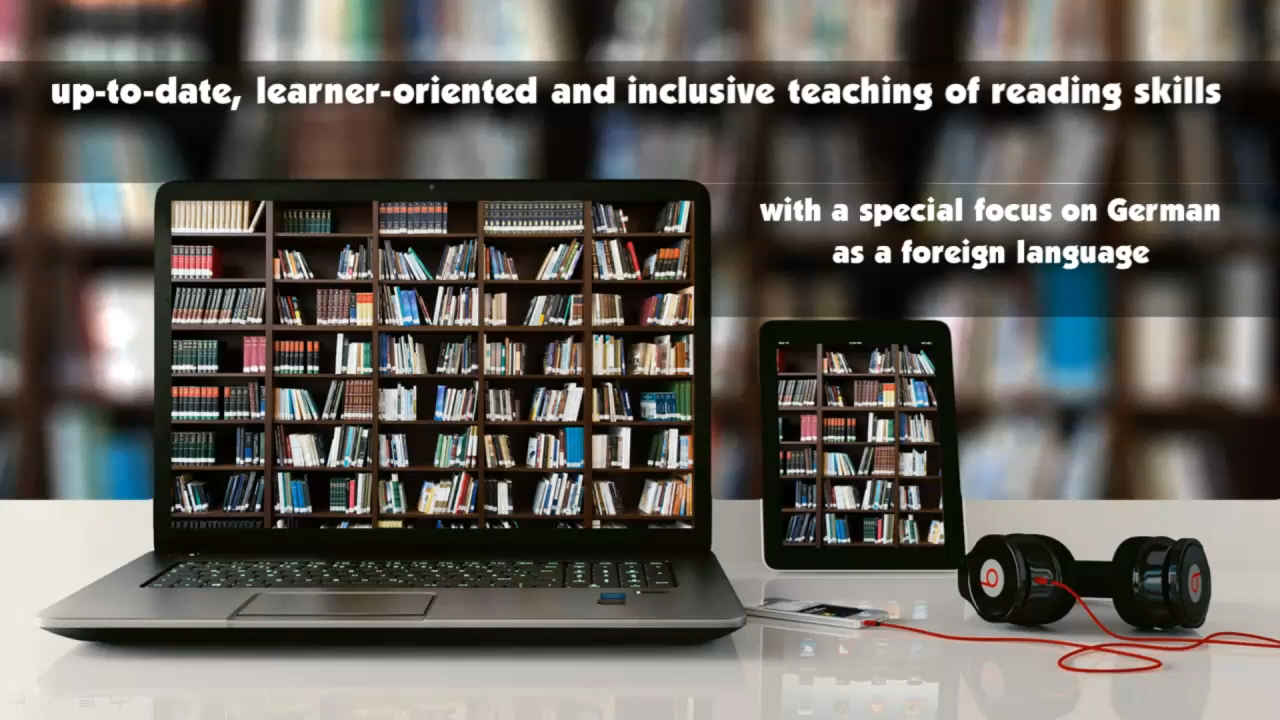 up-to-date, learner-oriented and inclusive teaching of reading skills
with a special focus on German
as a foreign language